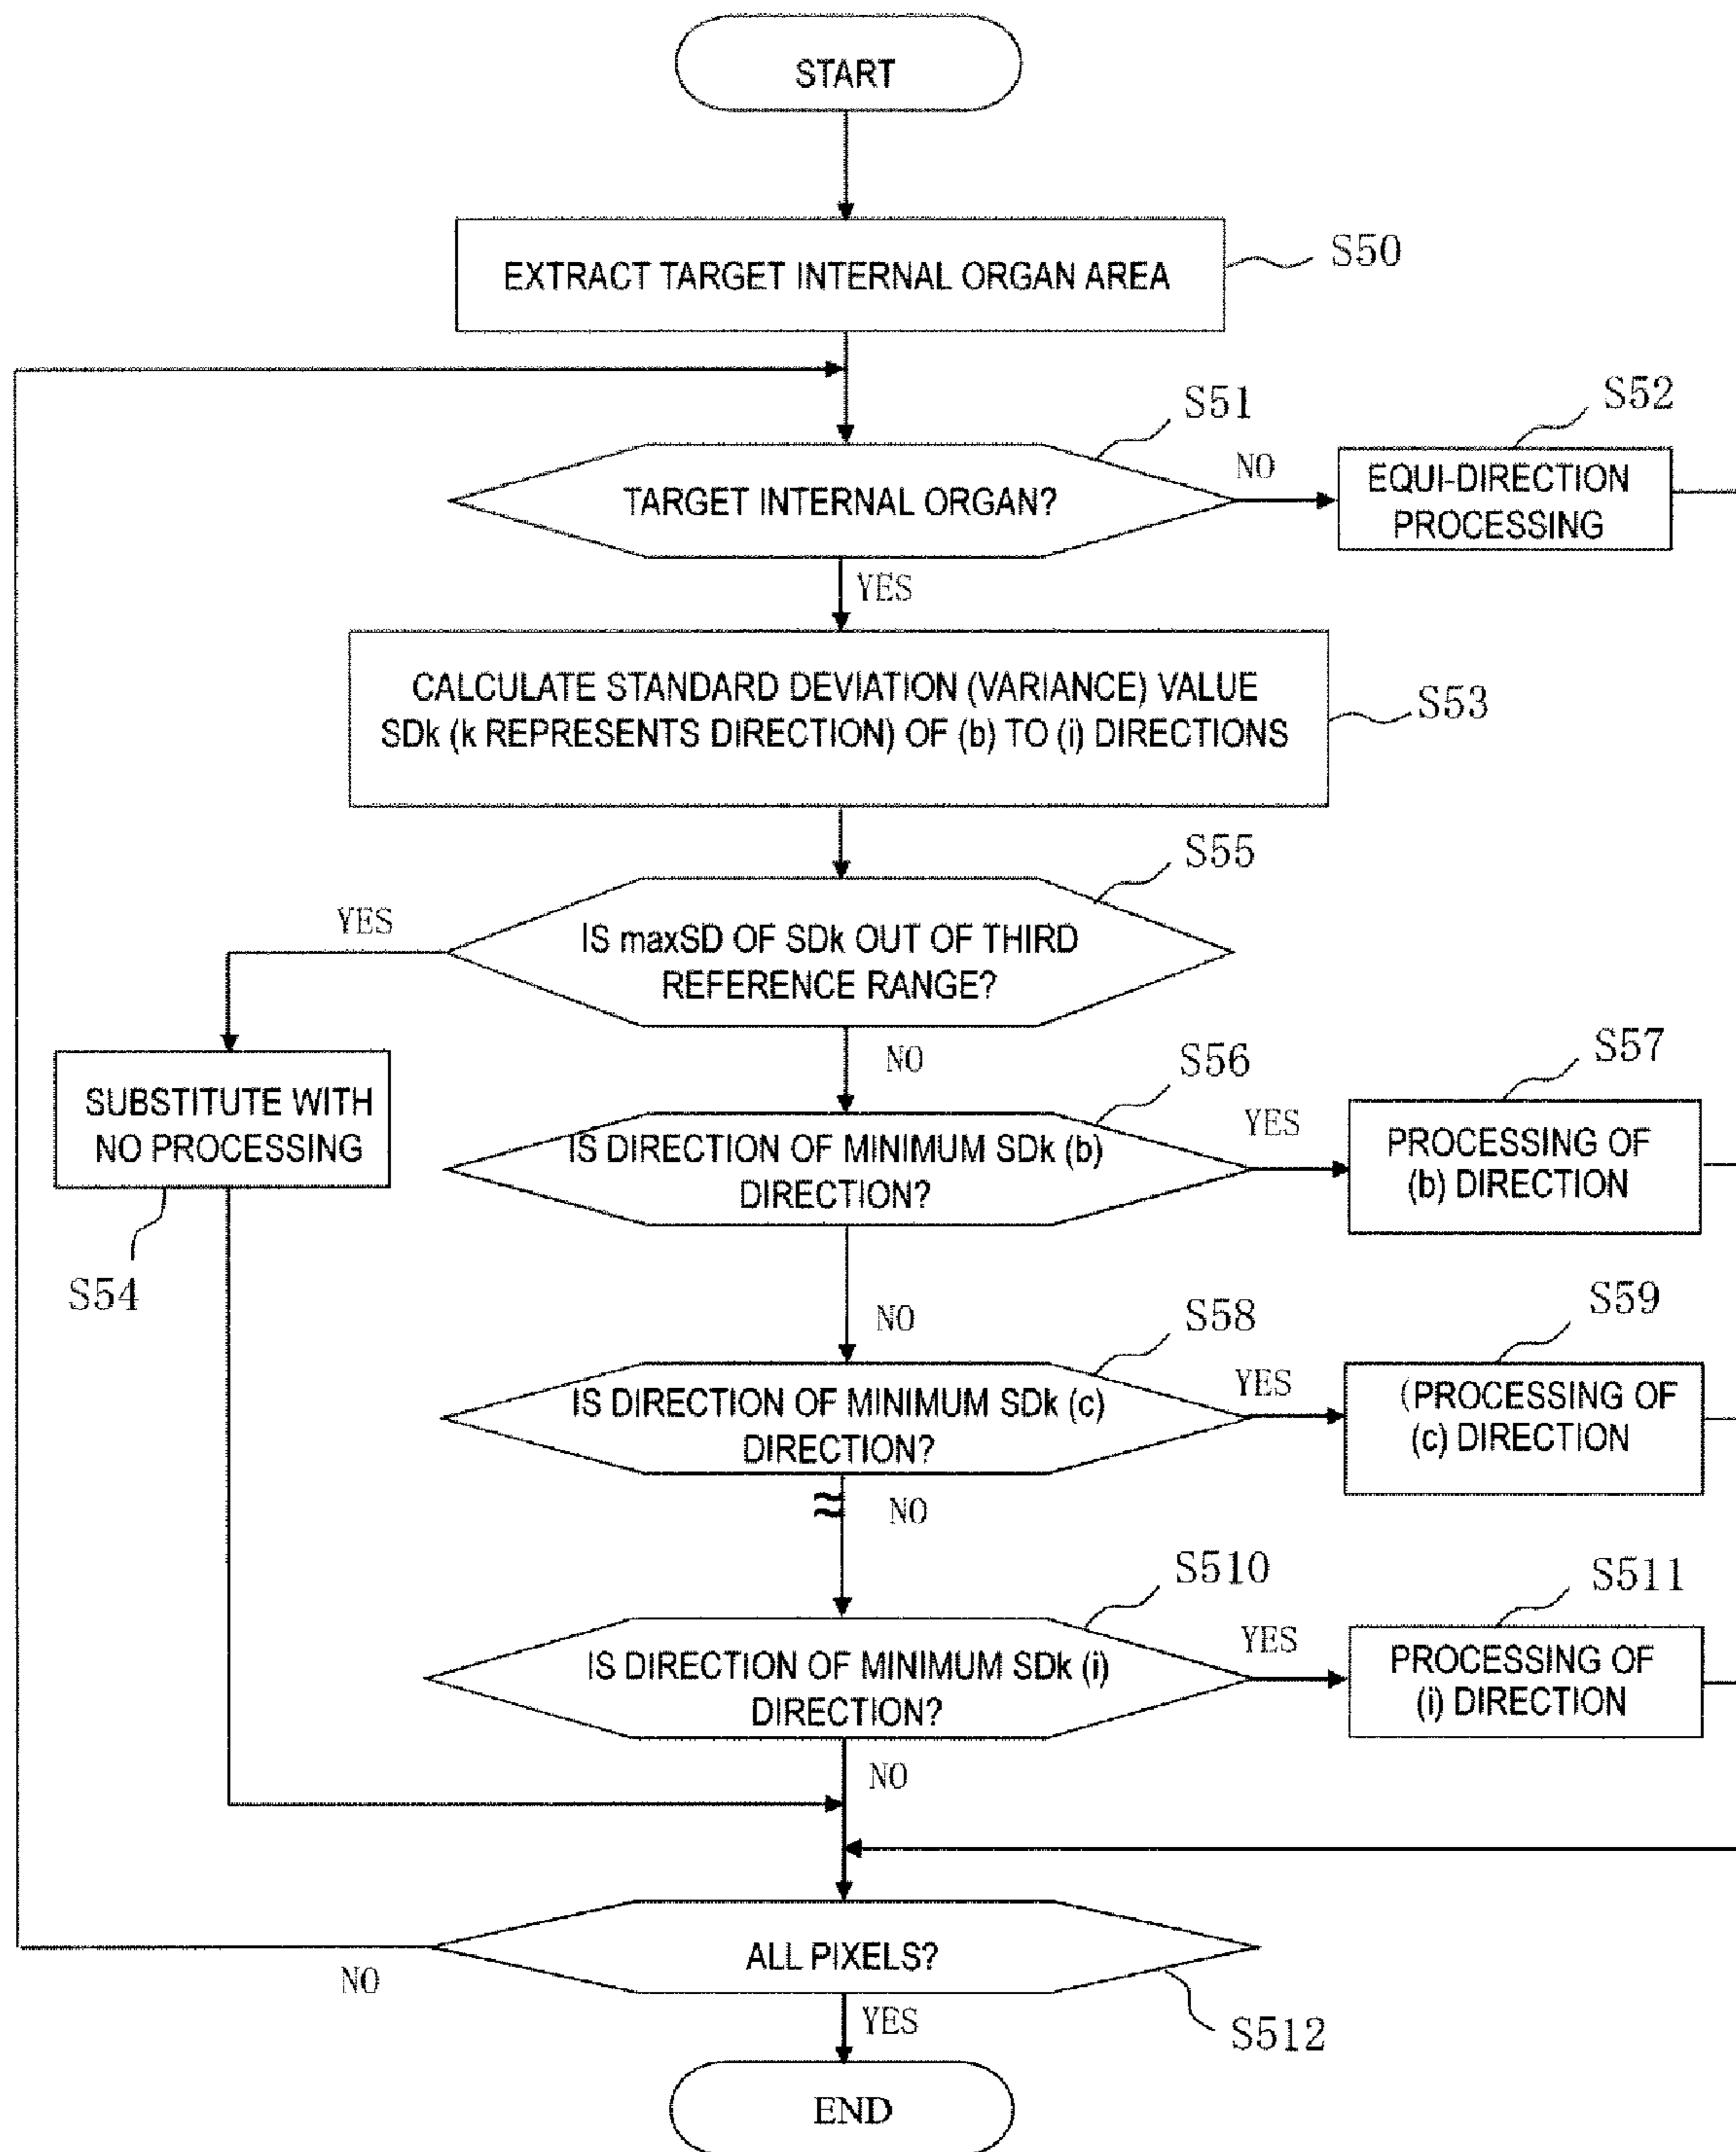 START
EXTRACT TARGET INTERNAL ORGAN AREA
S50
S51
TARGET INTERNAL ORGAN?
NO
S52
EQUI-DIRECTION
PROCESSING
YES
CALCULATE STANDARD DEVIATION (VARIANCE) VALUE
SDk (k REPRESENTS DIRECTION) OF (b) TO (i) DIRECTIONS
S53
S55
YES
IS maxSD OF SDk OUT OF THIRD
REFERENCE RANGE?
NO
SUBSTITUTE WITH
NO PROCESSING
S54
S56
IS DIRECTION OF MINIMUM SDk (b)
DIRECTION?
YES
S57
PROCESSING OF
(b) DIRECTION
NO
S58
IS DIRECTION OF MINIMUM SDk (c)
DIRECTION?
YES
S59
(PROCESSING OF
(c) DIRECTION
NO
S510
IS DIRECTION OF MINIMUM SDk (i)
DIRECTION?
YES
S511
PROCESSING OF
(i) DIRECTION
NO
ALL PIXELS?
NO
S512
YES
END